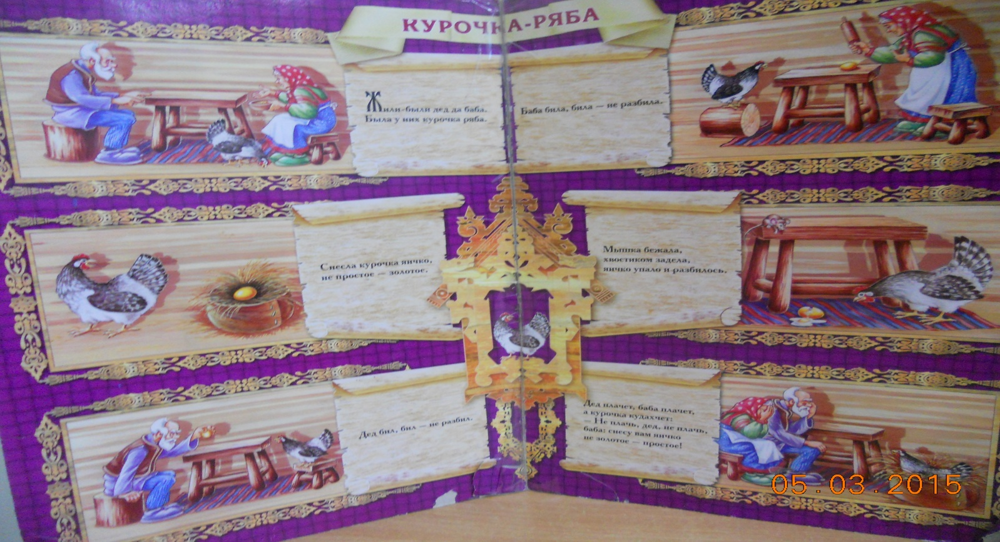 КУРОЧКА-РЯБА
Жили-были дед да баба.
Была у них курочка ряба.
Снесла курочка яичко,
не простое — золотое.
Дед бил, бил — не разбил.
Баба била, била — не разбила.
Мышка бежала,
хвостиком задела,
яичко упало и разбилось.
Дед плачет, баба плачет,
а курочка кудахчет:
— Не плачь, дед, не плачь,
баба: снесу вам яичко
не золотое — простое!
05.03.2015